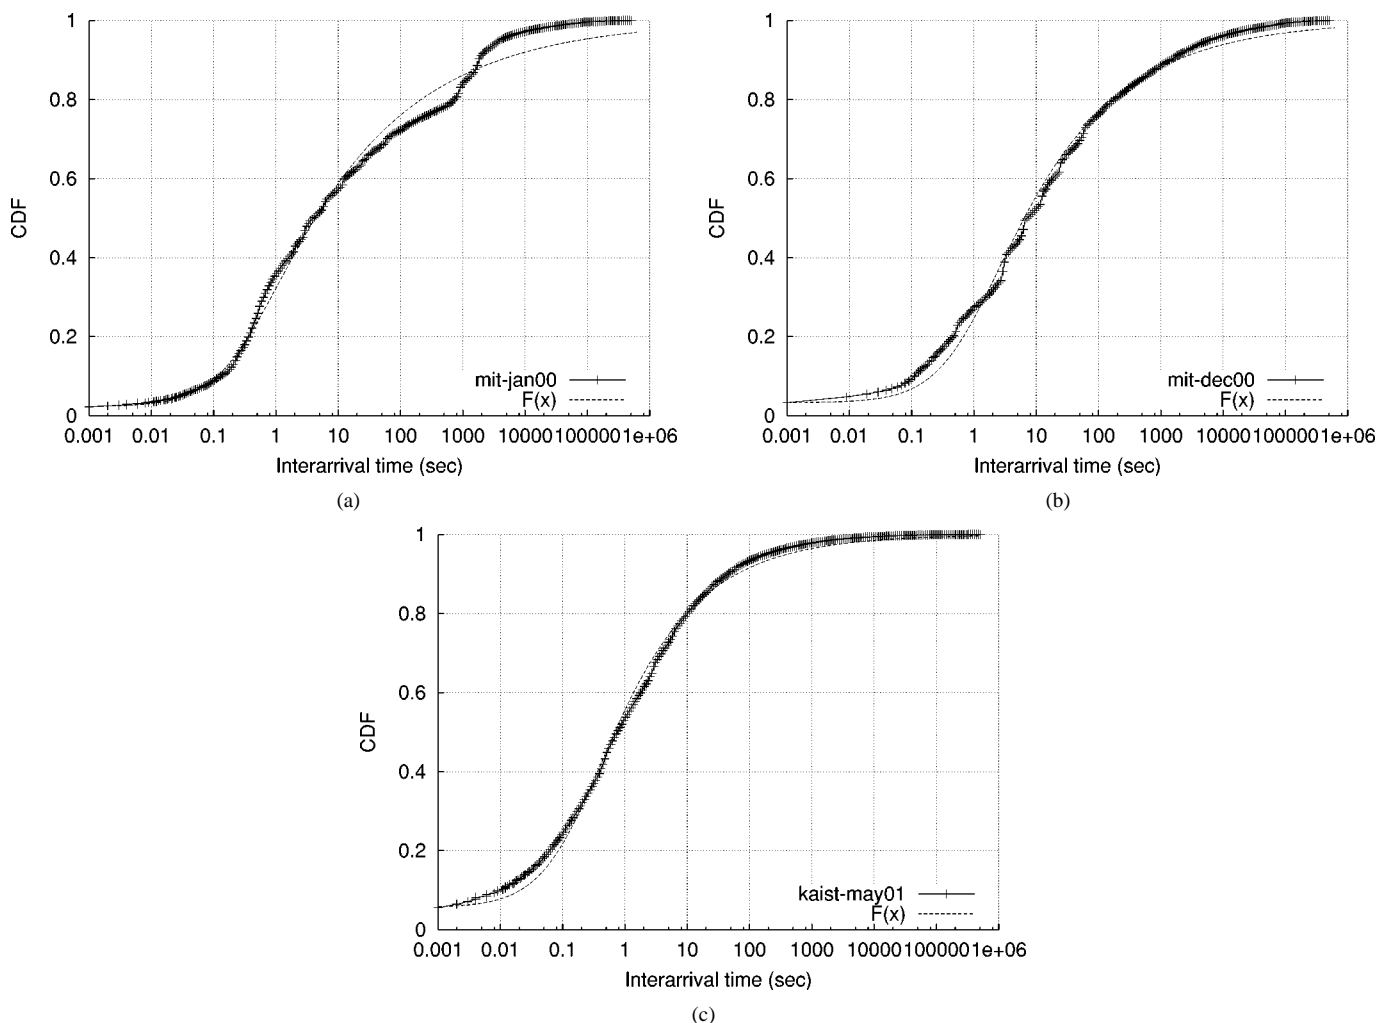 1
0.8
0.6
CDF
0.4
0.2
mit-jan00
F(x)
0
0.001 0.01 0.1 1 10 100 1000 10000 100000 1e+06
Interarrival time (sec)
(a)
1
0.8
0.6
CDF
0.4
0.2
mit-dec00
F(x)
0
0.001 0.01 0.1 1 10 100 1000 10000 100000 1e+06
Interarrival time (sec)
(b)
1
0.8
0.6
CDF
0.4
0.2
kaist-may01
F(x)
0
0.001 0.01 0.1 1 10 100 1000 10000 100000 1e+06
Interarrival time (sec)
(c)